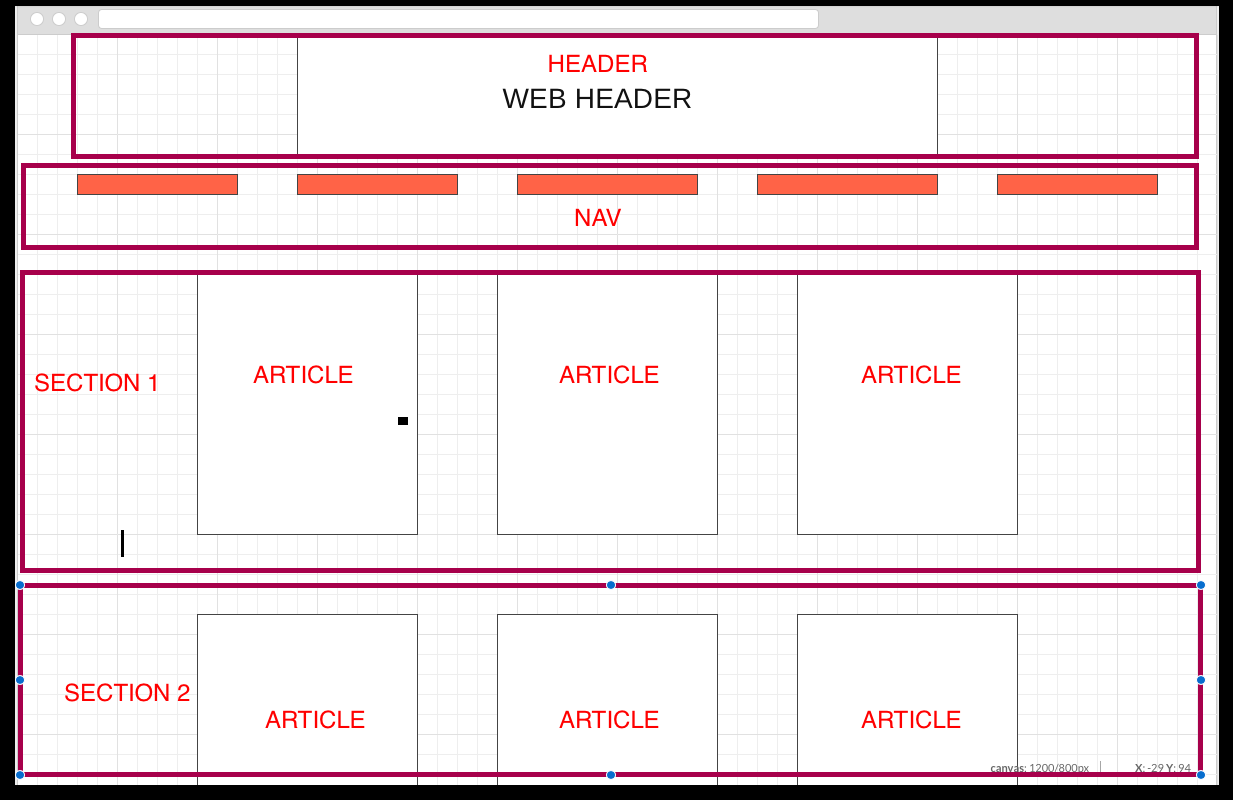 HEADER
WEB HEADER
NAV
SECTION 1
ARTICLE
ARTICLE
ARTICLE
SECTION 2
ARTICLE
ARTICLE
ARTICLE
canvas: 1200/800px
X: -29 Y: 94